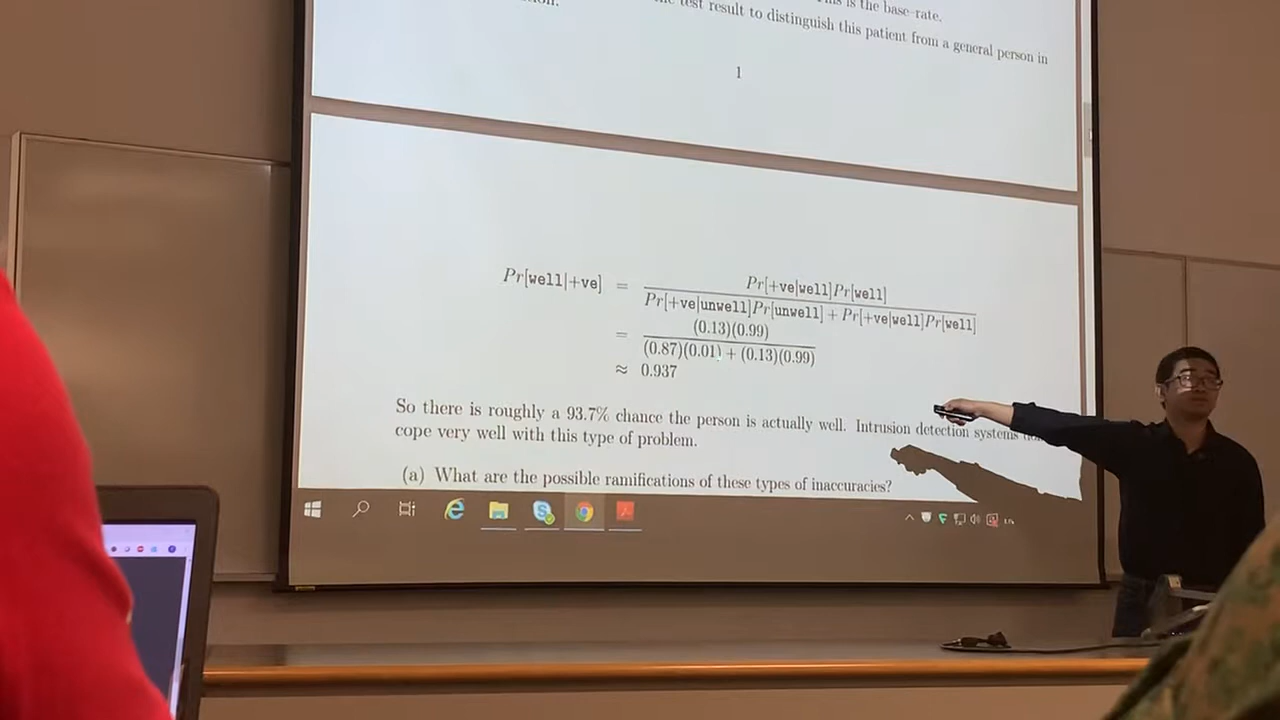 is the base-rate.
test result to distinguish this patient from a general person in
1
Pr[well|+ve] = Pr[+ve|well]Pr[well]
Pr[+ve|unwell]Pr[unwell] + Pr[+ve|well]Pr[well]
= (0.13)(0.99)
(0.87)(0.01) + (0.13)(0.99)
≈ 0.937
So there is roughly a 93.7% chance the person is actually well. Intrusion detection systems
cope very well with this type of problem.
(a) What are the possible ramifications of these types of inaccuracies?